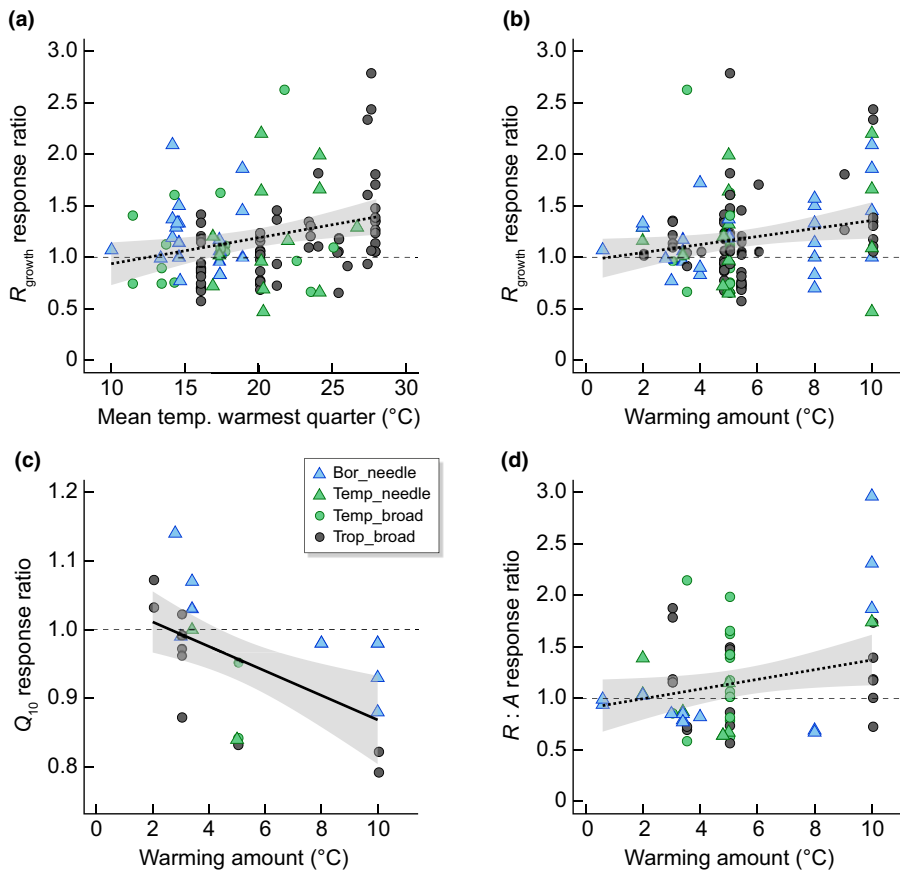 (a)
R growth response ratio
3.0
2.5
2.0
1.5
1.0
0.5
0
10 15 20 25 30
Mean temp. warmest quarter (°C)
(b)
R growth response ratio
3.0
2.5
2.0
1.5
1.0
0.5
0
0 2 4 6 8 10
Warming amount (°C)
(c)
Q10 response ratio
1.2
1.1
1.0
0.9
0.8
0 2 4 6 8 10
Warming amount (°C)
Bor_needle
Temp_needle
Temp_broad
Trop_broad
(d)
R : A response ratio
3.0
2.5
2.0
1.5
1.0
0.5
0
0 2 4 6 8 10
Warming amount (°C)